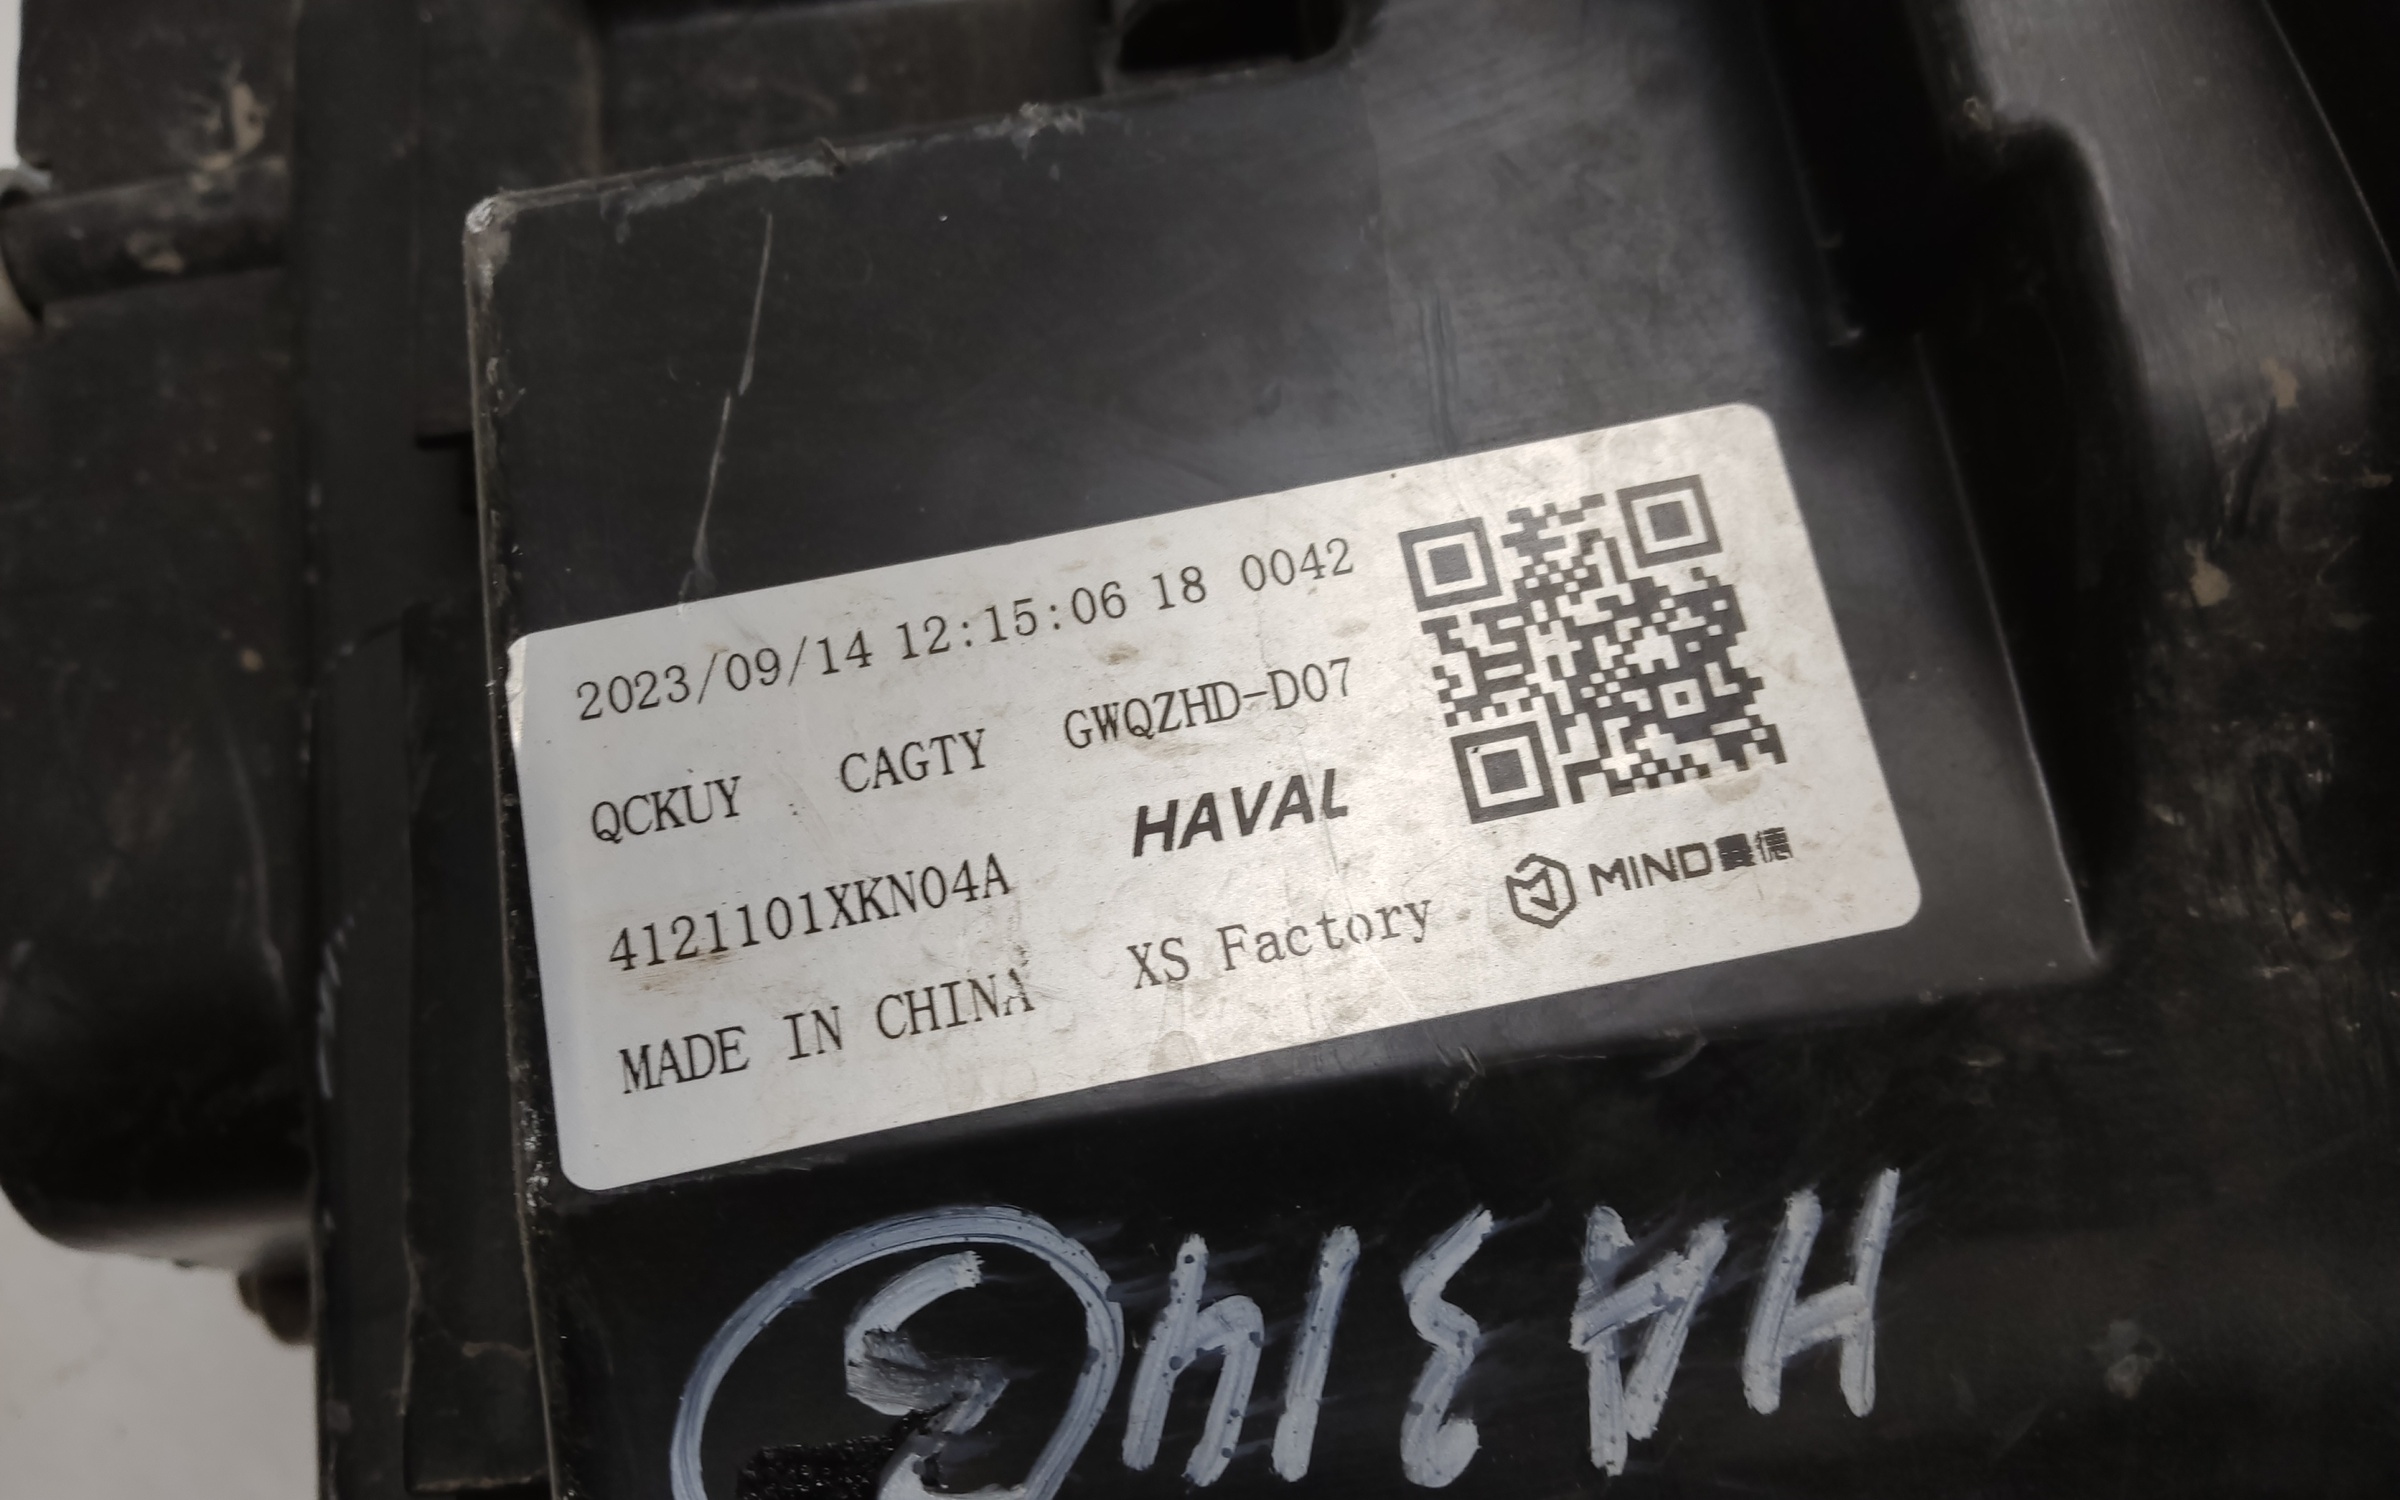 2023/09/14 12:15:06 18 0042
QCKUY CAGTY GWQZHD-D07
4121101XKN04A HAVAL
MADE IN CHINA XS Factory MIND曼德